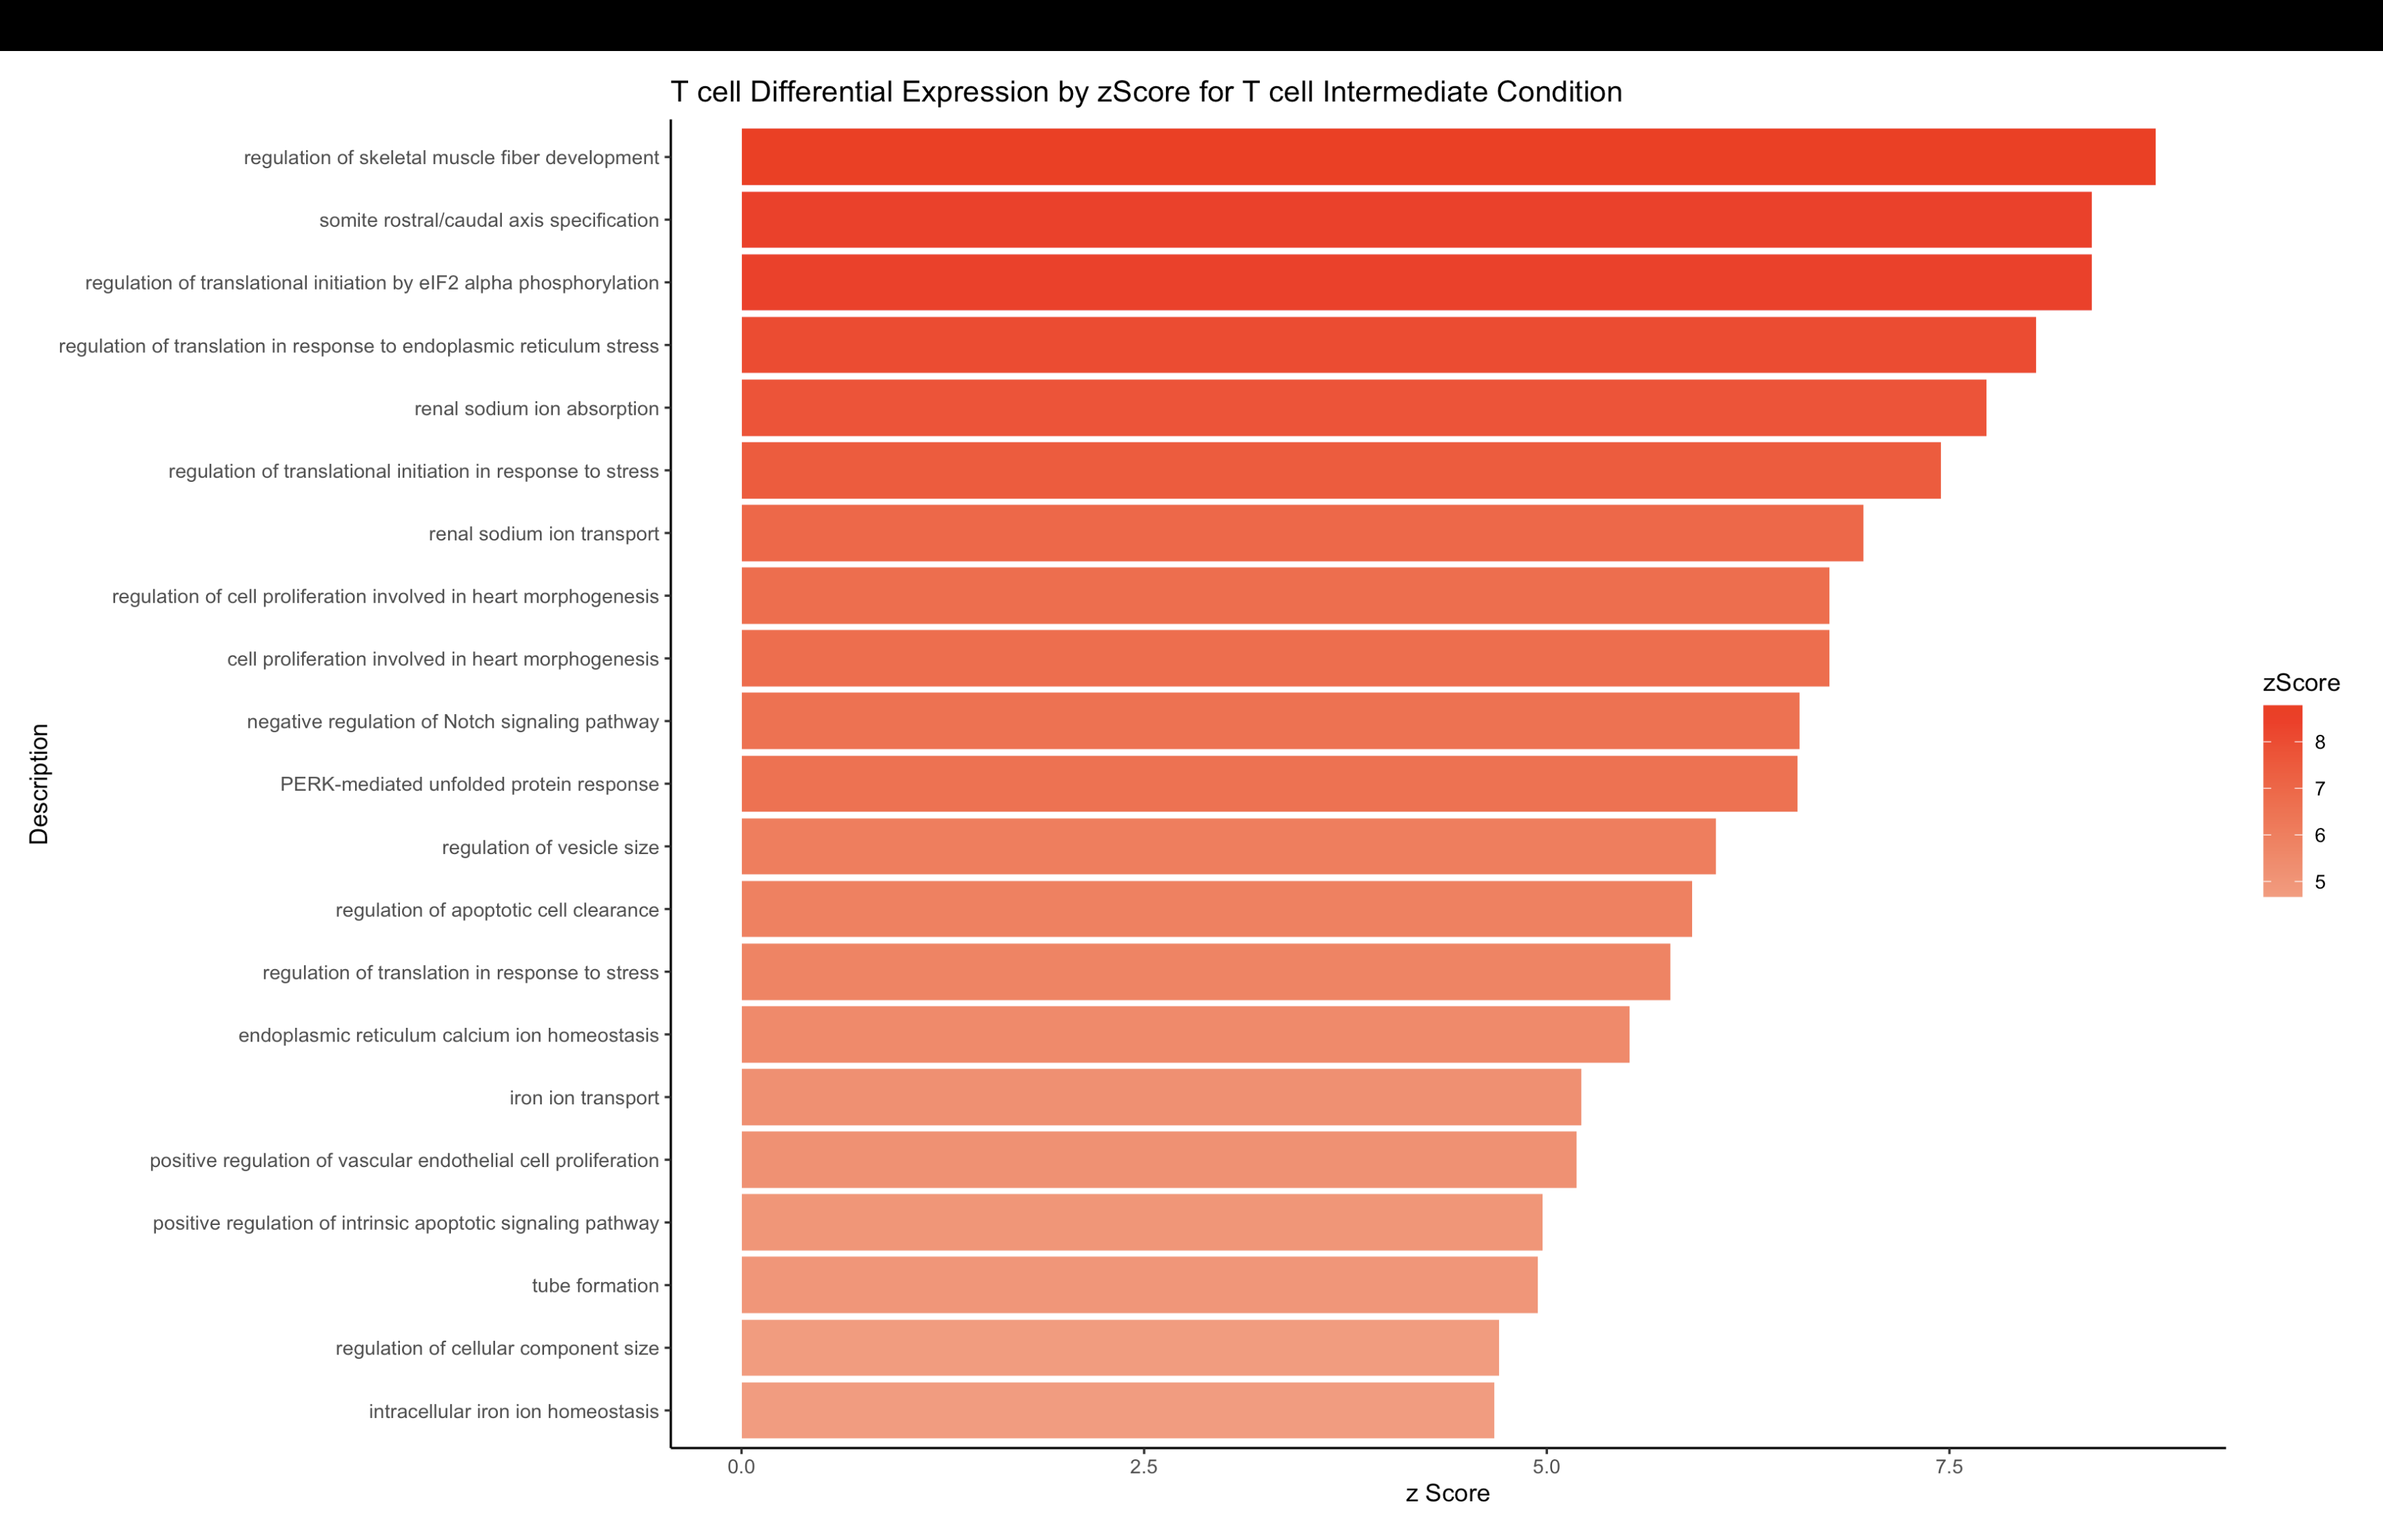 T cell Differential Expression by zScore for T cell Intermediate Condition
regulation of skeletal muscle fiber development
somite rostral/caudal axis specification
regulation of translational initiation by eIF2 alpha phosphorylation
regulation of translation in response to endoplasmic reticulum stress
renal sodium ion absorption
regulation of translational initiation in response to stress
renal sodium ion transport
regulation of cell proliferation involved in heart morphogenesis
cell proliferation involved in heart morphogenesis
negative regulation of Notch signaling pathway
PERK-mediated unfolded protein response
regulation of vesicle size
regulation of apoptotic cell clearance
regulation of translation in response to stress
endoplasmic reticulum calcium ion homeostasis
iron ion transport
positive regulation of vascular endothelial cell proliferation
positive regulation of intrinsic apoptotic signaling pathway
tube formation
regulation of cellular component size
intracellular iron ion homeostasis
Description
0.0 2.5 5.0 7.5
z Score
zScore
8
7
6
5